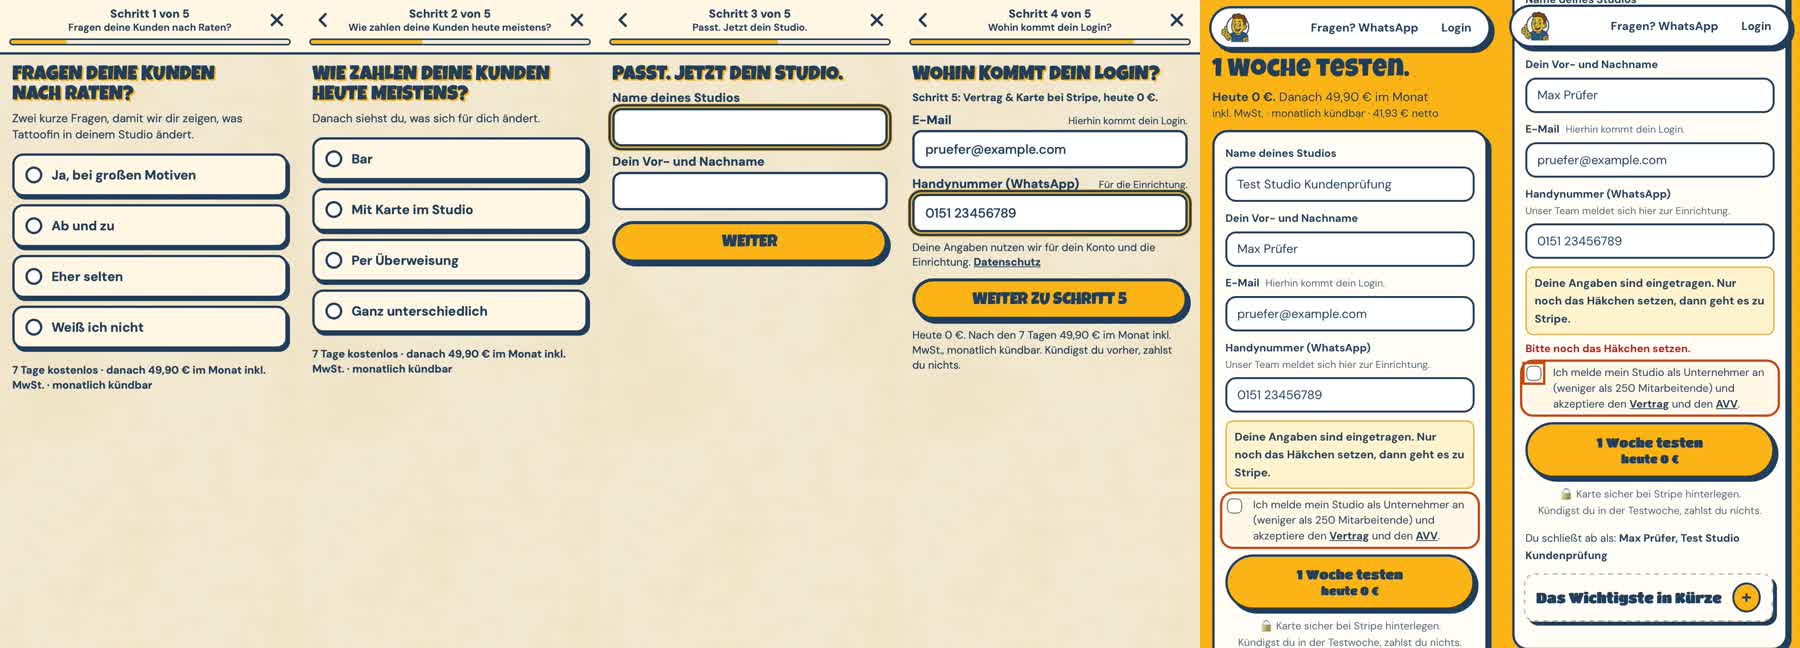 Schritt 1 von 5
Fragen deine Kunden nach Raten?
FRAGEN DEINE KUNDEN
NACH RATEN?
Zwei kurze Fragen, damit wir dir zeigen, was
Tattoofin in deinem Studio ändert.
Ja, bei großen Motiven
Ab und zu
Eher selten
Weiß ich nicht
7 Tage kostenlos · danach 49,90 € im Monat inkl.
MwSt. · monatlich kündbar
Schritt 2 von 5
Wie zahlen deine Kunden heute meistens?
WIE ZAHLEN DEINE KUNDEN
HEUTE MEISTENS?
Danach siehst du, was sich für dich ändert.
Bar
Mit Karte im Studio
Per Überweisung
Ganz unterschiedlich
7 Tage kostenlos · danach 49,90 € im Monat inkl.
MwSt. · monatlich kündbar
Schritt 3 von 5
Passt. Jetzt dein Studio.
PASST. JETZT DEIN STUDIO.
Name deines Studios
Dein Vor- und Nachname
WEITER
Schritt 4 von 5
Wohin kommt dein Login?
WOHIN KOMMT DEIN LOGIN?
Schritt 5: Vertrag & Karte bei Stripe, heute 0 €.
E-Mail Hierhin kommt dein Login.
pruefer@example.com
Handynummer (WhatsApp) Für die Einrichtung.
0151 23456789
Deine Angaben nutzen wir für dein Konto und die
Einrichtung. Datenschutz
WEITER ZU SCHRITT 5
Heute 0 €. Nach den 7 Tagen 49,90 € im Monat inkl.
MwSt., monatlich kündbar. Kündigst du vorher, zahlst
du nichts.
Fragen? WhatsApp Login
1 Woche testen.
Heute 0 €. Danach 49,90 € im Monat
inkl. MwSt. · monatlich kündbar · 41,93 € netto
Name deines Studios
Test Studio Kundenprüfung
Dein Vor- und Nachname
Max Prüfer
E-Mail Hierhin kommt dein Login.
pruefer@example.com
Handynummer (WhatsApp)
Unser Team meldet sich hier zur Einrichtung.
0151 23456789
Deine Angaben sind eingetragen. Nur
noch das Häkchen setzen, dann geht es zu
Stripe.
Ich melde mein Studio als Unternehmer an
(weniger als 250 Mitarbeitende) und
akzeptiere den Vertrag und den AVV.
1 Woche testen
heute 0 €
Karte sicher bei Stripe hinterlegen.
Kündigst du in der Testwoche, zahlst du nichts.
Name deines Studios
Fragen? WhatsApp Login
Dein Vor- und Nachname
Max Prüfer
E-Mail Hierhin kommt dein Login.
pruefer@example.com
Handynummer (WhatsApp)
Unser Team meldet sich hier zur Einrichtung.
0151 23456789
Deine Angaben sind eingetragen. Nur
noch das Häkchen setzen, dann geht es zu
Stripe.
Bitte noch das Häkchen setzen.
Ich melde mein Studio als Unternehmer an
(weniger als 250 Mitarbeitende) und
akzeptiere den Vertrag und den AVV.
1 Woche testen
heute 0 €
Karte sicher bei Stripe hinterlegen.
Kündigst du in der Testwoche, zahlst du nichts.
Du schließt ab als: Max Prüfer, Test Studio
Kundenprüfung
Das Wichtigste in Kürze